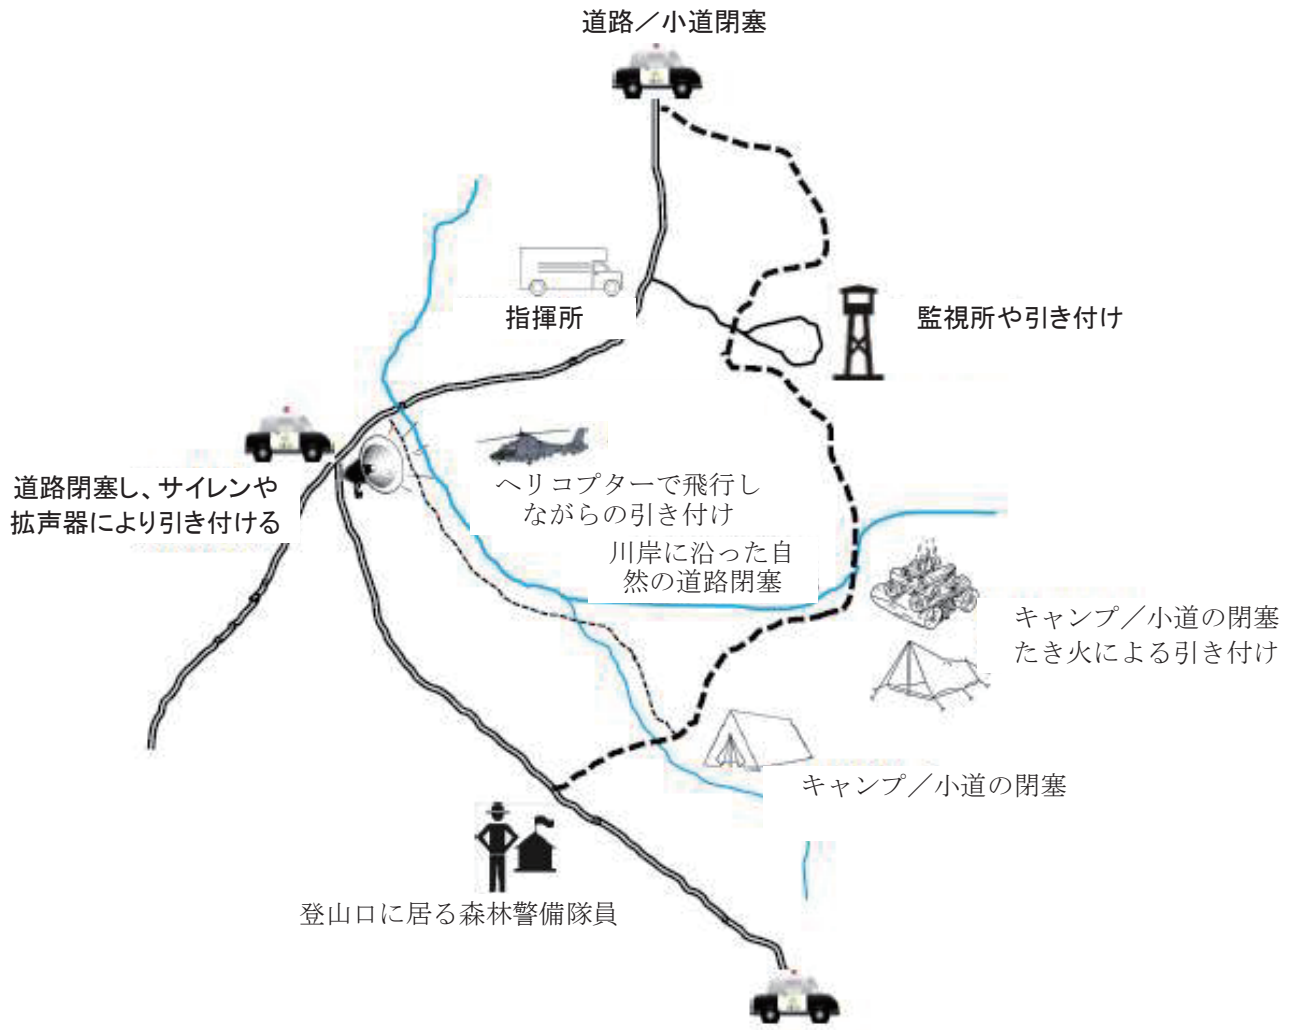 道路／小道閉塞
指揮所
監視所や引き付け
道路閉塞し、サイレンや
拡声器により引き付ける
ヘリコプターで飛行し
ながらの引き付け
川岸に沿った自
然の道路閉塞
キャンプ／小道の閉塞
たき火による引き付け
キャンプ／小道の閉塞
登山口に居る森林警備隊員